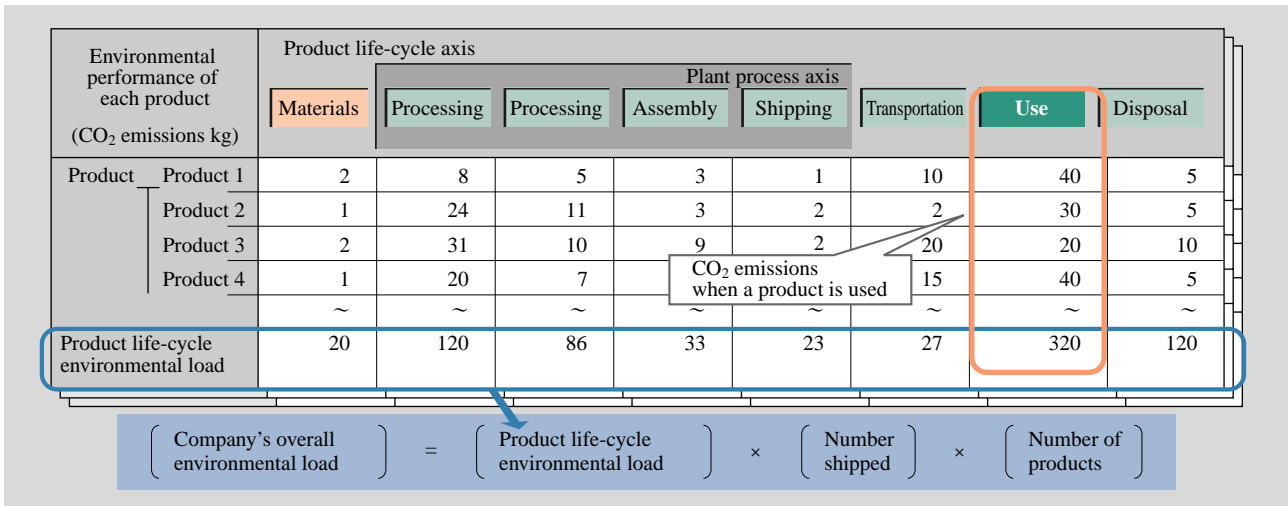 Environmental
performance of
each product
(CO₂ emissions kg)
Product life-cycle axis
Plant process axis
Materials Processing Processing Assembly Shipping Transportation Use Disposal
Product Product 1 2 8 5 3 1 10 40 5
Product 2 1 24 11 3 2 2 30 5
Product 3 2 31 10 9 2 20 20 10
Product 4 1 20 7 15 40 5
CO₂ emissions
when a product is used
~ ~ ~ ~ ~ ~ ~ ~
Product life-cycle
environmental load
20 120 86 33 23 27 320 120
Company’s overall
environmental load
=
Product life-cycle
environmental load
×
Number
shipped
×
Number of
products